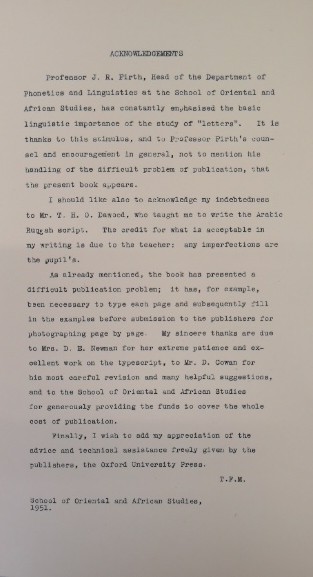 ACKNOWLEDGEMENTS
Professor J. R. Firth, Head of the Department of
Phonetics and Linguistics at the School of Oriental and
African Studies, has constantly emphasised the basic
linguistic importance of the study of "letters". It is
thanks to this stimulus, and to Professor Firth's coun-
sel and encouragement in general, not to mention his
handling of the difficult problem of publication, that
the present book appears.
I should like also to acknowledge my indebtedness
to Mr. T. H. O. Dawood, who taught me to write the Arabic
Ruqʿah script. The credit for what is acceptable in
my writing is due to the teacher; any imperfections are
the pupil's.
As already mentioned, the book has presented a
difficult publication problem; it has, for example,
been necessary to type each page and subsequently fill
in the examples before submission to the publishers for
photographing page by page. My sincere thanks are due
to Mrs. D. E. Newman for her extreme patience and ex-
cellent work on the typescript, to Mr. D. Cowan for
his most careful revision and many helpful suggestions,
and to the School of Oriental and African Studies
for generously providing the funds to cover the whole
cost of publication.
Finally, I wish to add my appreciation of the
advice and technical assistance freely given by the
publishers, the Oxford University Press.
T.F.M.
School of Oriental and African Studies,
1951.